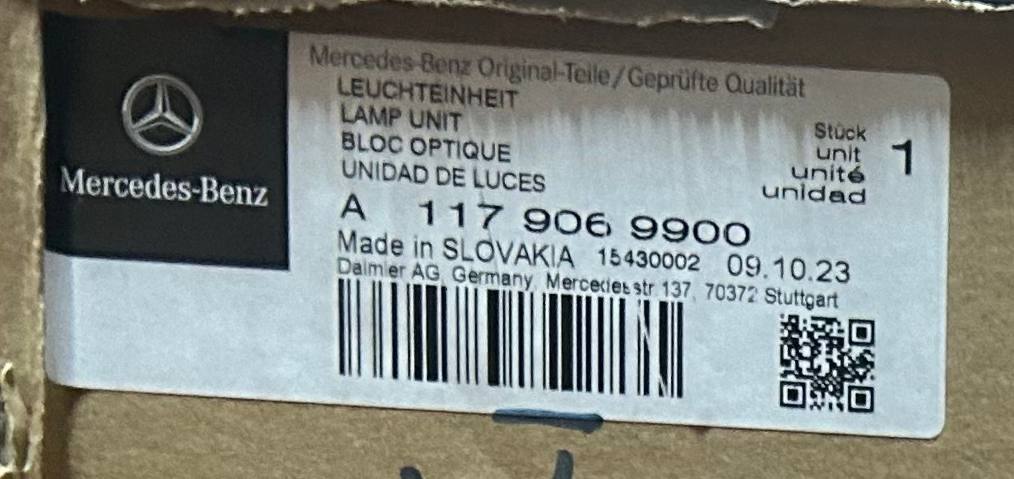 Mercedes-Benz
Mercedes-Benz Original-Teile/Geprüfte Qualität
LEUCHTEINHEIT
LAMP UNIT
BLOC OPTIQUE
UNIDAD DE LUCES
Stück
unit
unité
unidad
1
A 117 906 9900
Made in SLOVAKIA 15430002 09.10.23
Daimler AG, Germany, Mercedesstr.137, 70372 Stuttgart